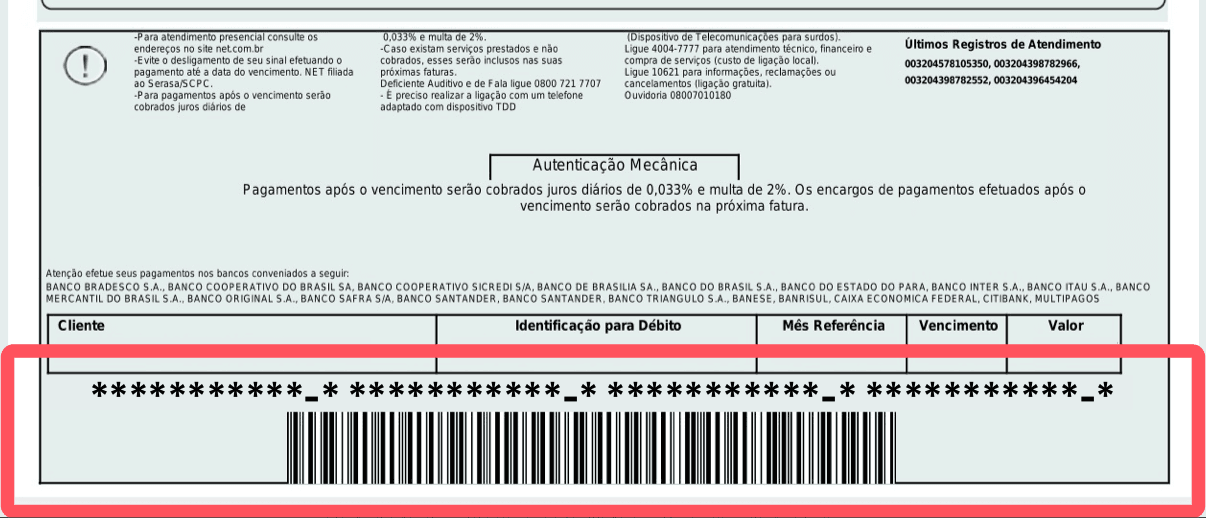 -Para atendimento presencial consulte os
endereços no site net.com.br
-Evite o desligamento de seu sinal efetuando o
pagamento até a data do vencimento. NET filiada
ao Serasa/SCPC.
-Para pagamentos após o vencimento serão
cobrados juros diários de
0,033% e multa de 2%.
-Caso existam serviços prestados e não
cobrados, esses serão inclusos nas suas
próximas faturas.
Deficiente Auditivo e de Fala ligue 0800 721 7707
- È preciso realizar a ligação com um telefone
adaptado com dispositivo TDD
(Dispositivo de Telecomunicações para surdos).
Ligue 4004-7777 para atendimento técnico, financeiro e
compra de serviços (custo de ligação local).
Ligue 10621 para informações, reclamações ou
cancelamentos (ligação gratuita).
Ouvidoria 08007010180
Últimos Registros de Atendimento
003204578105350, 003204398782966,
003204398782552, 003204396454204
Autenticação Mecânica
Pagamentos após o vencimento serão cobrados juros diários de 0,033% e multa de 2%. Os encargos de pagamentos efetuados após o
vencimento serão cobrados na próxima fatura.
Atenção efetue seus pagamentos nos bancos conveniados a seguir:
BANCO BRADESCO S.A., BANCO COOPERATIVO DO BRASIL SA, BANCO COOPERATIVO SICREDI S/A, BANCO DE BRASILIA SA., BANCO DO BRASIL S.A., BANCO DO ESTADO DO PARA, BANCO INTER S.A., BANCO ITAU S.A., BANCO
MERCANTIL DO BRASIL S.A., BANCO ORIGINAL S.A., BANCO SAFRA S/A, BANCO SANTANDER, BANCO SANTANDER, BANCO TRIANGULO S.A., BANESE, BANRISUL, CAIXA ECONOMICA FEDERAL, CITIBANK, MULTIPAGOS
Cliente Identificação para Débito Mês Referência Vencimento Valor
***********_* ***********_* ***********_* ***********_*